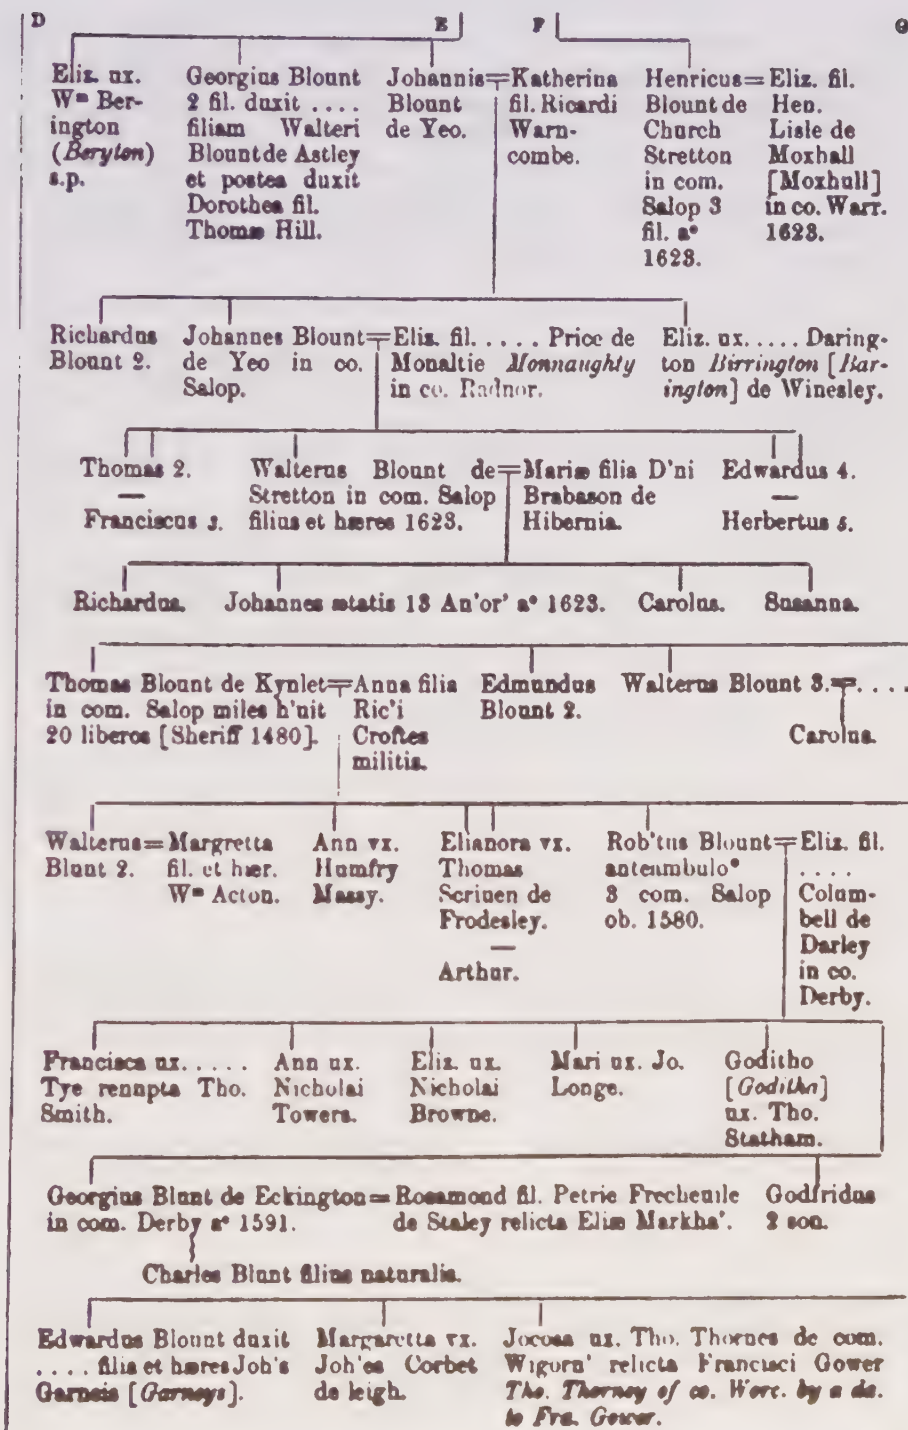 D E F G
Eliz. ux.
Wm Ber-
ington
(Beryton)
s.p.
Georgius Blount
2 fil. duxit ....
filiam Walteri
Blount de Astley
et postea duxit
Dorothea fil.
Thomæ Hill.
Johannis=
Blount
de Yeo.
Katherina
fil. Ricardi
Warn-
combe.
Henricus=
Blount de
Church
Stretton
in com.
Salop 3
fil. a°
1623.
Eliz. fil.
Hen.
Lisle de
Moxhall
[Moxhull]
in co. Warr.
1623.
Richardus
Blount 2.
Johannes Blount=
de Yeo in co.
Salop.
Eliz. fil. .... Price de
Monaltie Monnaughty
in co. Radnor.
Eliz. ux. .... Daring-
ton Birrington [Bar-
ington] de Winesley.
Thomas 2.
—
Franciscus 3.
Walterus Blount de=
Stretton in com. Salop
filius et hæres 1623.
Mariæ filia D'ni
Brabason de
Hibernia.
Edwardus 4.
—
Herbertus 5.
Richardus.
Johannes ætatis 13 An'or' a° 1623.
Carolus.
Susanna.
Thomas Blount de Kynlet=
in com. Salop miles h'uit
20 liberos [Sheriff 1480].
Anna filia
Ric'i
Croftes
militis.
Edmundus
Blount 2.
Walterus Blount 3.=....
Carolus.
Walterus=
Blunt 2.
Margretta
fil. et hær.
Wm Acton.
Ann vx.
Humfry
Massy.
Elianora vx.
Thomas
Scriuen de
Frodesley.
—
Arthur.
Rob'tus Blount=
anteambulo*
3 com. Salop
ob. 1580.
Eliz. fil.
....
Colum-
bell de
Darley
in co.
Derby.
Francisca ux. ....
Tye rennpta Tho.
Smith.
Ann ux.
Nicholai
Towers.
Eliz. ux.
Nicholai
Browne.
Mari ux. Jo.
Longe.
Goditho
[Goditha]
ux. Tho.
Statham.
Georgius Blunt de Eckington=
in com. Derby a° 1591.
Rosamond fil. Petrie Frecheuile
de Staley relicta Eliæ Markha'.
Godfridus
2 son.
Charles Blunt filius naturalis.
Edwardus Blount duxit
.... filia et hæres Joh's
Garneis [Garneys].
Margaretta vx.
Joh'es Corbet
de leigh.
Jocosa ux. Tho. Thornes de com.
Wigorn' relicta Francisci Gower
Tho. Thorney of co. Worc. by a da.
to Fra. Gower.